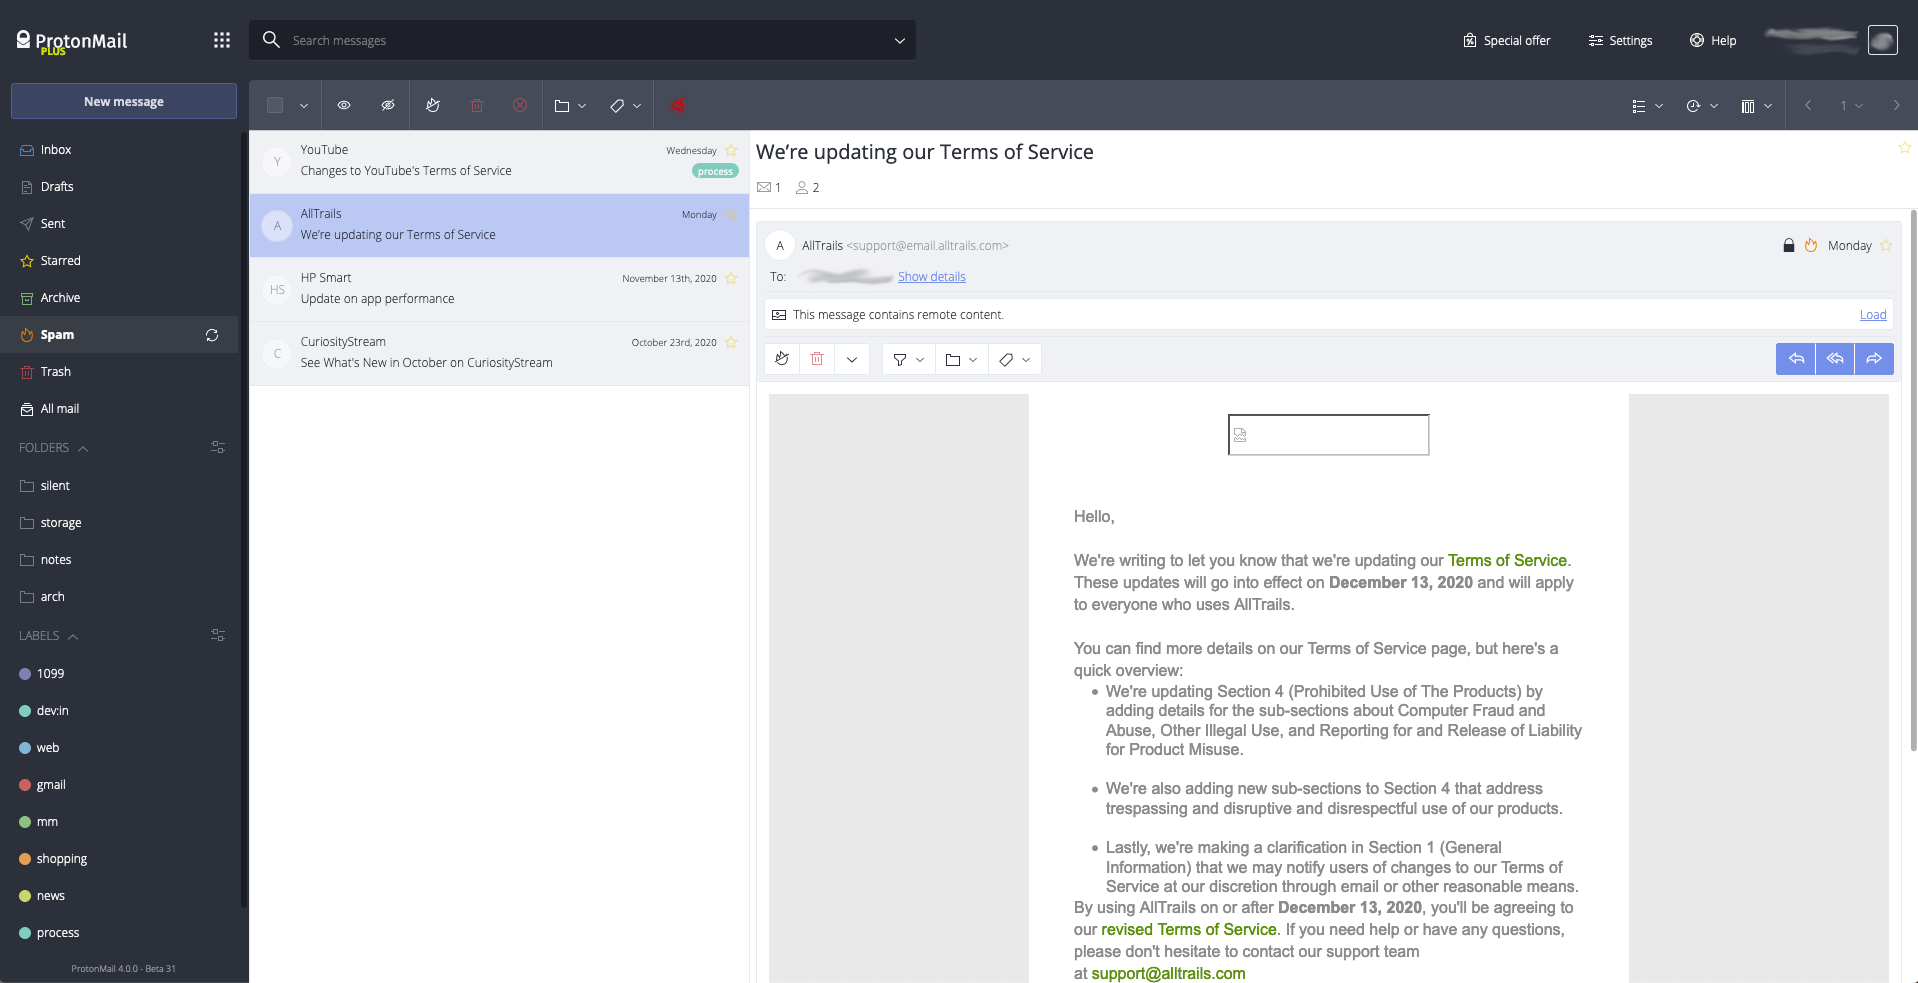 ProtonMail
PLUS
Search messages
Special offer
Settings
Help
New message
Inbox
Drafts
Sent
Starred
Archive
Spam
Trash
All mail
FOLDERS
silent
storage
notes
arch
LABELS
1099
dev:in
web
gmail
mm
shopping
news
process
ProtonMail 4.0.0 - Beta 31
1
Y
YouTube
Wednesday
Changes to YouTube's Terms of Service
process
A
AllTrails
Monday
We’re updating our Terms of Service
HS
HP Smart
November 13th, 2020
Update on app performance
C
CuriosityStream
October 23rd, 2020
See What's New in October on CuriosityStream
We’re updating our Terms of Service
1
2
A
AllTrails <support@email.alltrails.com>
Monday
To:
Show details
This message contains remote content.
Load
Hello,
We're writing to let you know that we're updating our Terms of Service.
These updates will go into effect on December 13, 2020 and will apply
to everyone who uses AllTrails.
You can find more details on our Terms of Service page, but here's a
quick overview:
• We're updating Section 4 (Prohibited Use of The Products) by
adding details for the sub-sections about Computer Fraud and
Abuse, Other Illegal Use, and Reporting for and Release of Liability
for Product Misuse.
• We're also adding new sub-sections to Section 4 that address
trespassing and disruptive and disrespectful use of our products.
• Lastly, we're making a clarification in Section 1 (General
Information) that we may notify users of changes to our Terms of
Service at our discretion through email or other reasonable means.
By using AllTrails on or after December 13, 2020, you'll be agreeing to
our revised Terms of Service. If you need help or have any questions,
please don't hesitate to contact our support team
at support@alltrails.com